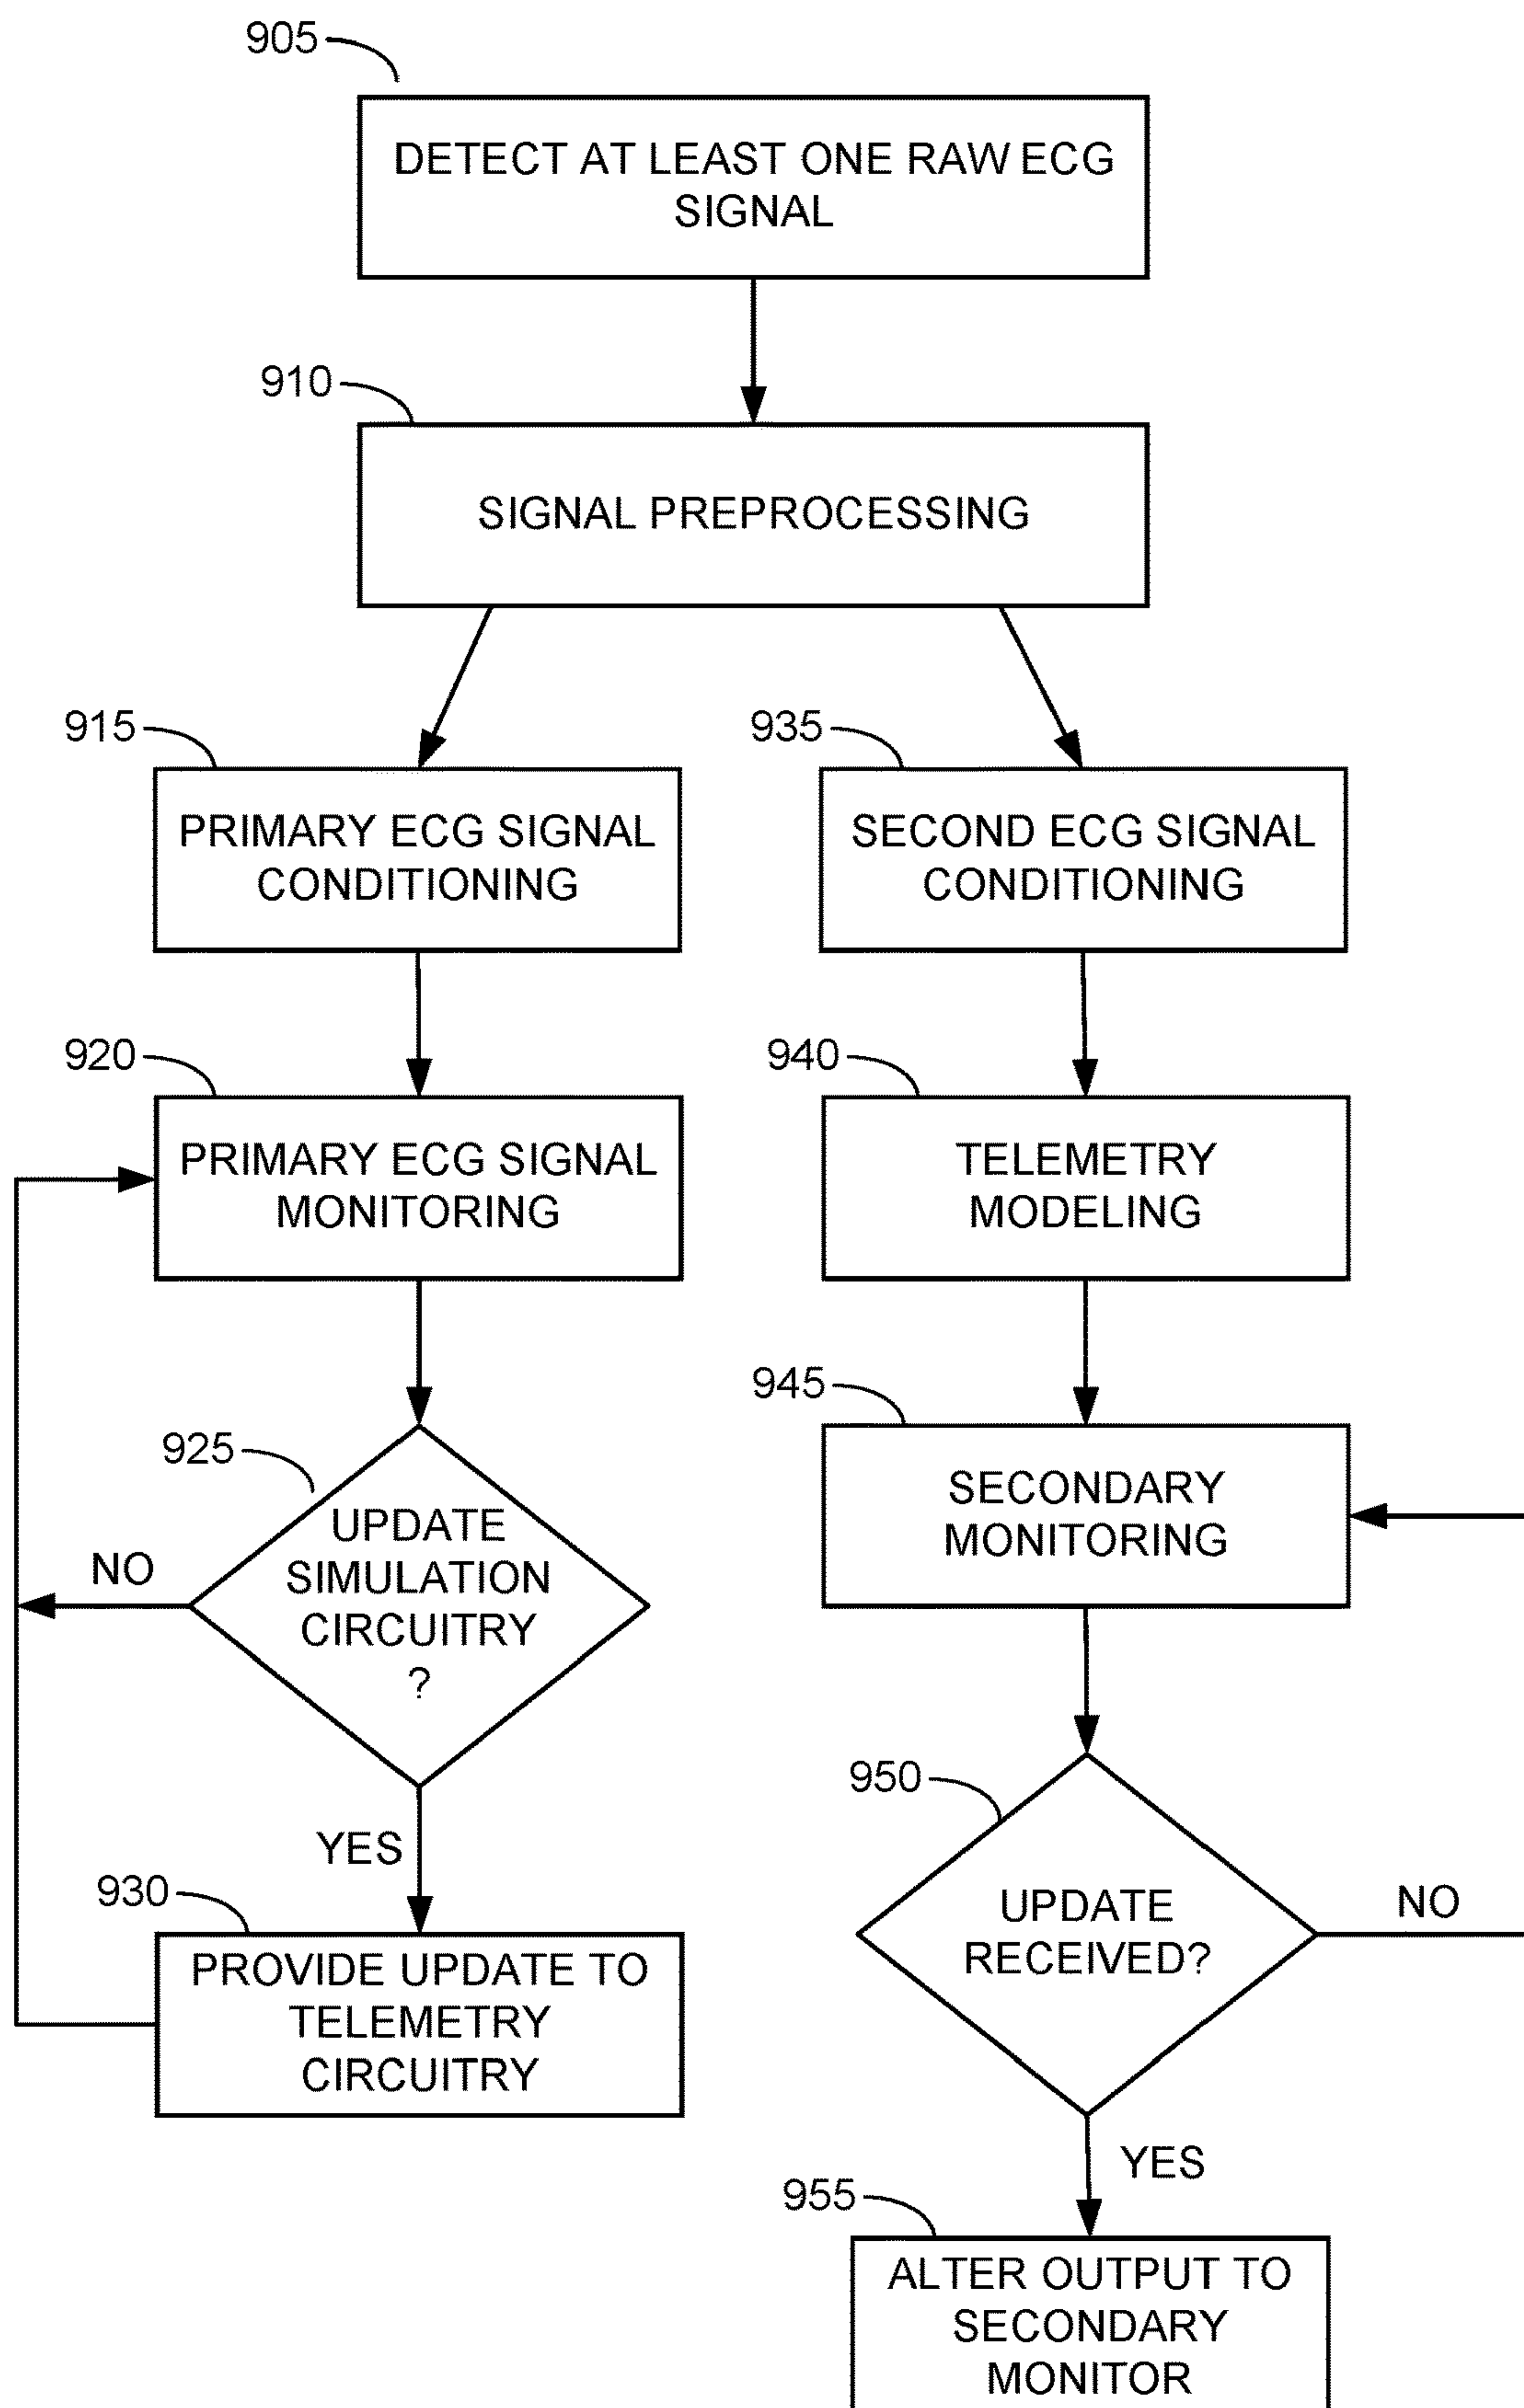 905
DETECT AT LEAST ONE RAW ECG
SIGNAL
910
SIGNAL PREPROCESSING
915
PRIMARY ECG SIGNAL
CONDITIONING
920
PRIMARY ECG SIGNAL
MONITORING
925
UPDATE
SIMULATION
CIRCUITRY
?
NO
YES
930
PROVIDE UPDATE TO
TELEMETRY
CIRCUITRY
935
SECOND ECG SIGNAL
CONDITIONING
940
TELEMETRY
MODELING
945
SECONDARY
MONITORING
950
UPDATE
RECEIVED?
NO
YES
955
ALTER OUTPUT TO
SECONDARY
MONITOR